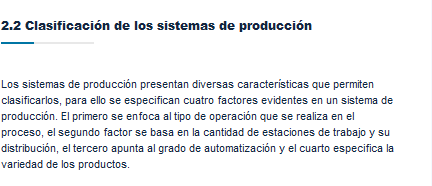 2.2 Clasificación de los sistemas de producción
Los sistemas de producción presentan diversas características que permiten
clasificarlos, para ello se especifican cuatro factores evidentes en un sistema de
producción. El primero se enfoca al tipo de operación que se realiza en el
proceso, el segundo factor se basa en la cantidad de estaciones de trabajo y su
distribución, el tercero apunta al grado de automatización y el cuarto especifica la
variedad de los productos.